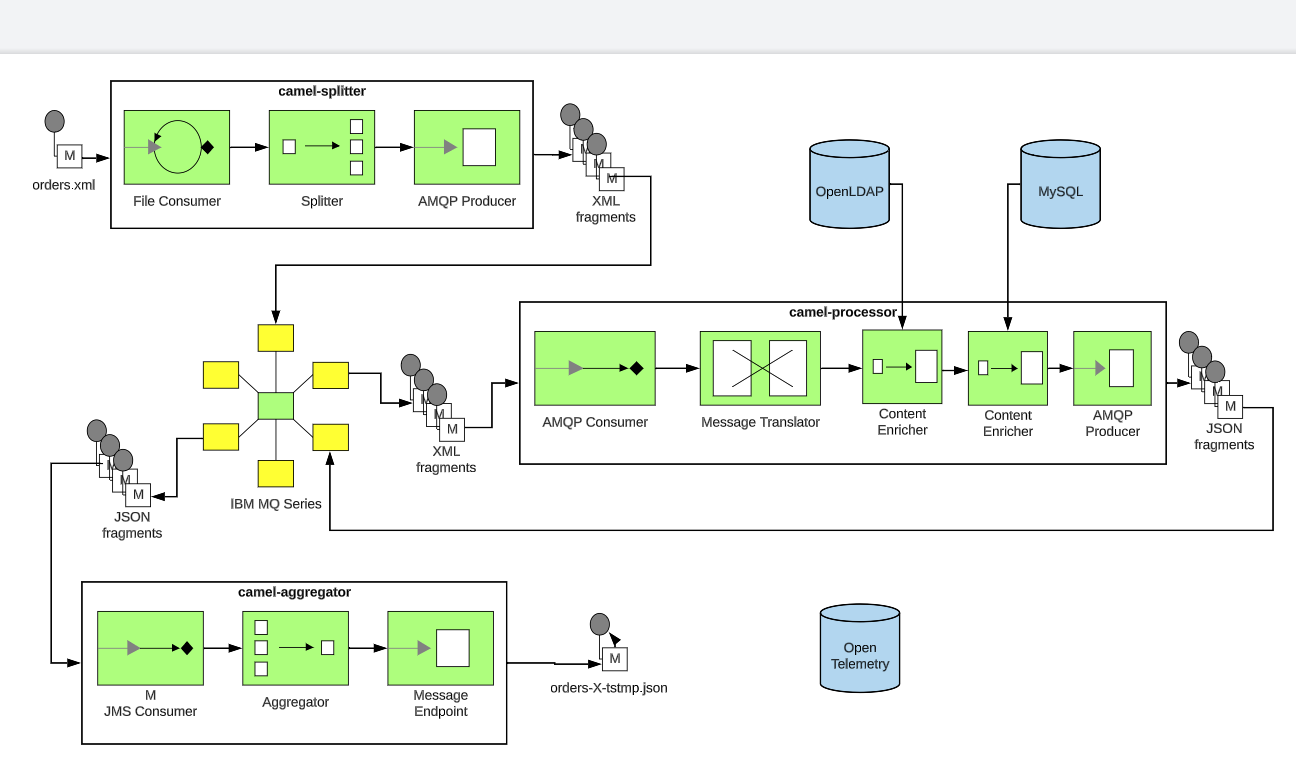 camel-splitter
M
orders.xml
File Consumer
Splitter
AMQP Producer
M
M
M
XML
fragments
OpenLDAP
MySQL
camel-processor
AMQP Consumer
Message Translator
Content
Enricher
Content
Enricher
AMQP
Producer
M
M
M
JSON
fragments
IBM MQ Series
M
M
M
XML
fragments
M
M
M
JSON
fragments
camel-aggregator
M
JMS Consumer
Aggregator
Message
Endpoint
M
orders-X-tstmp.json
Open
Telemetry